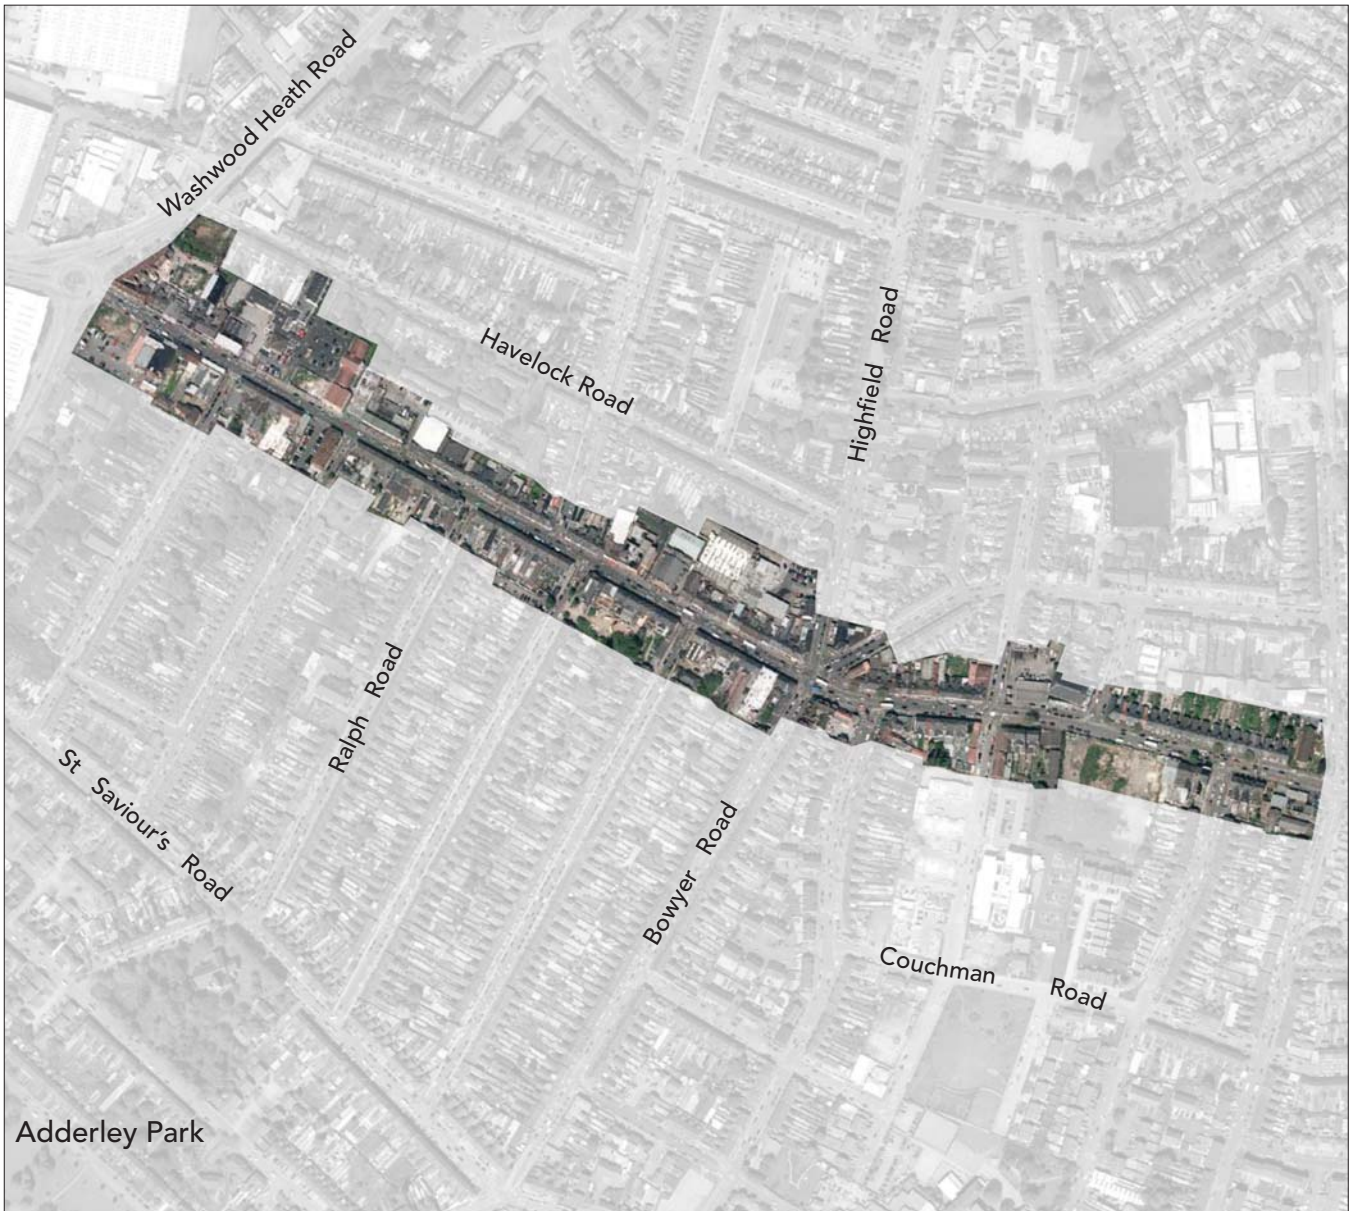 Washwood Heath Road
Havelock Road
Highfield Road
Ralph Road
St Saviour's Road
Bowyer Road
Couchman Road
Adderley Park